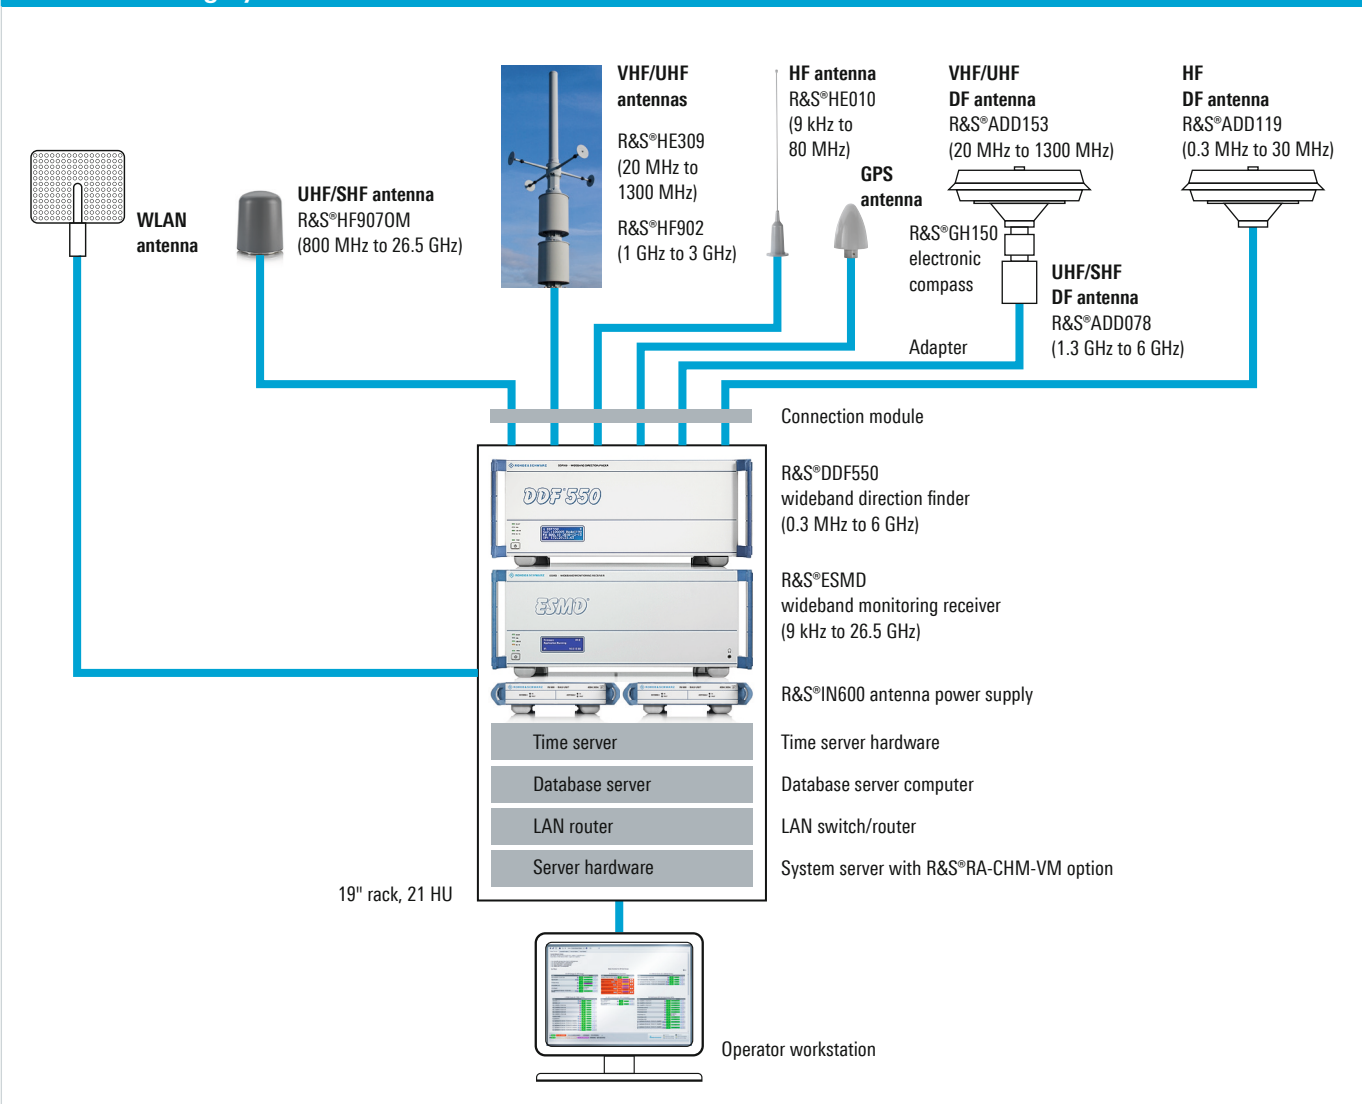 WLAN
antenna
UHF/SHF antenna
R&S®HF907OM
(800 MHz to 26.5 GHz)
VHF/UHF
antennas
R&S®HE309
(20 MHz to
1300 MHz)
R&S®HF902
(1 GHz to 3 GHz)
HF antenna
R&S®HE010
(9 kHz to
80 MHz)
GPS
antenna
VHF/UHF
DF antenna
R&S®ADD153
(20 MHz to 1300 MHz)
R&S®GH150
electronic
compass
UHF/SHF
DF antenna
R&S®ADD078
(1.3 GHz to 6 GHz)
Adapter
HF
DF antenna
R&S®ADD119
(0.3 MHz to 30 MHz)
Connection module
DDF®550
R&S®DDF550
wideband direction finder
(0.3 MHz to 6 GHz)
ESMD®
R&S®ESMD
wideband monitoring receiver
(9 kHz to 26.5 GHz)
R&S®IN600 antenna power supply
Time server
Time server hardware
Database server
Database server computer
LAN router
LAN switch/router
Server hardware
System server with R&S®RA-CHM-VM option
19" rack, 21 HU
Operator workstation